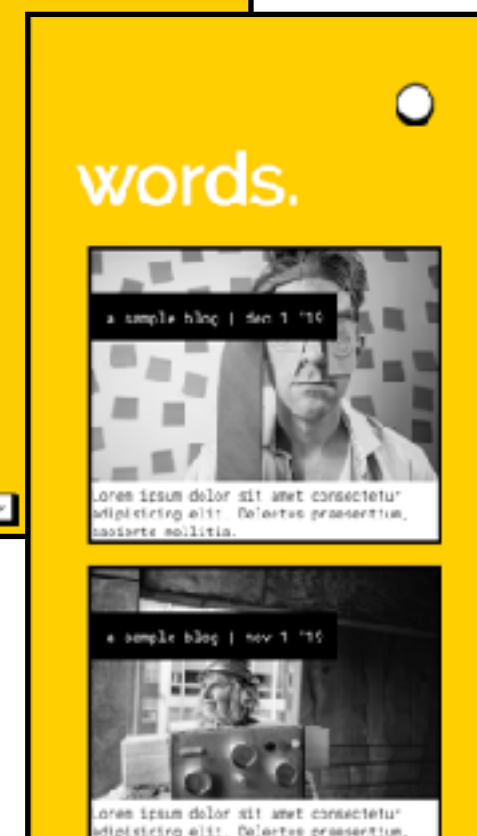 words.
a sample blog | dec 1 '19
Lorem ipsum dolor sit amet consectetur
adipisicing elit. Delectus praesentium,
sapiente mollitia.
a sample blog | nov 1 '19
Lorem ipsum dolor sit amet consectetur
adipisicing elit. Delectus praesentium,